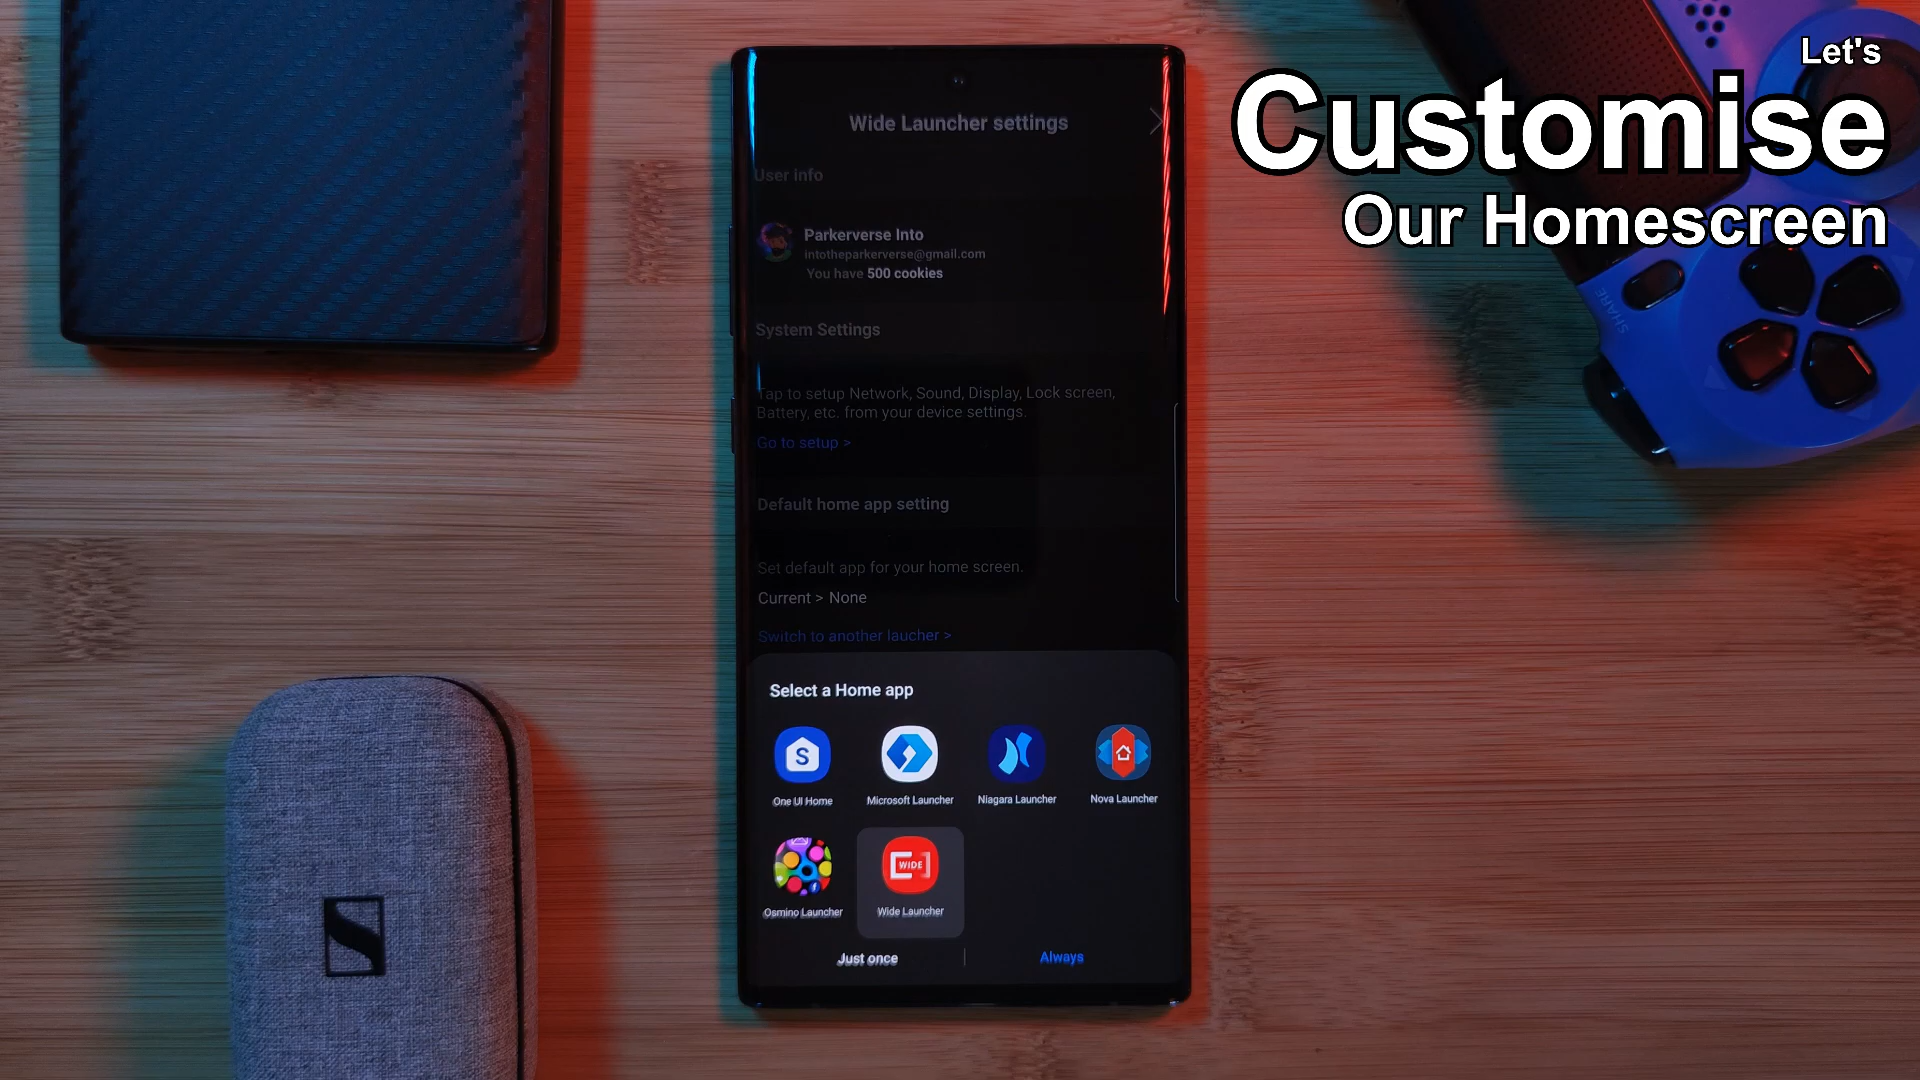 Let's
Customise
Our Homescreen
Wide Launcher settings
User info
Parkerverse Into
intotheparkerverse@gmail.com
You have 500 cookies
System Settings
Tap to setup Network, Sound, Display, Lock screen,
Battery, etc. from your device settings.
Go to setup >
Default home app setting
Set default app for your home screen.
Current > None
Switch to another laucher >
Select a Home app
S
One UI Home
Microsoft Launcher
Niagara Launcher
Nova Launcher
WIDE
Osmino Launcher
Wide Launcher
Just once
Always
SHARE